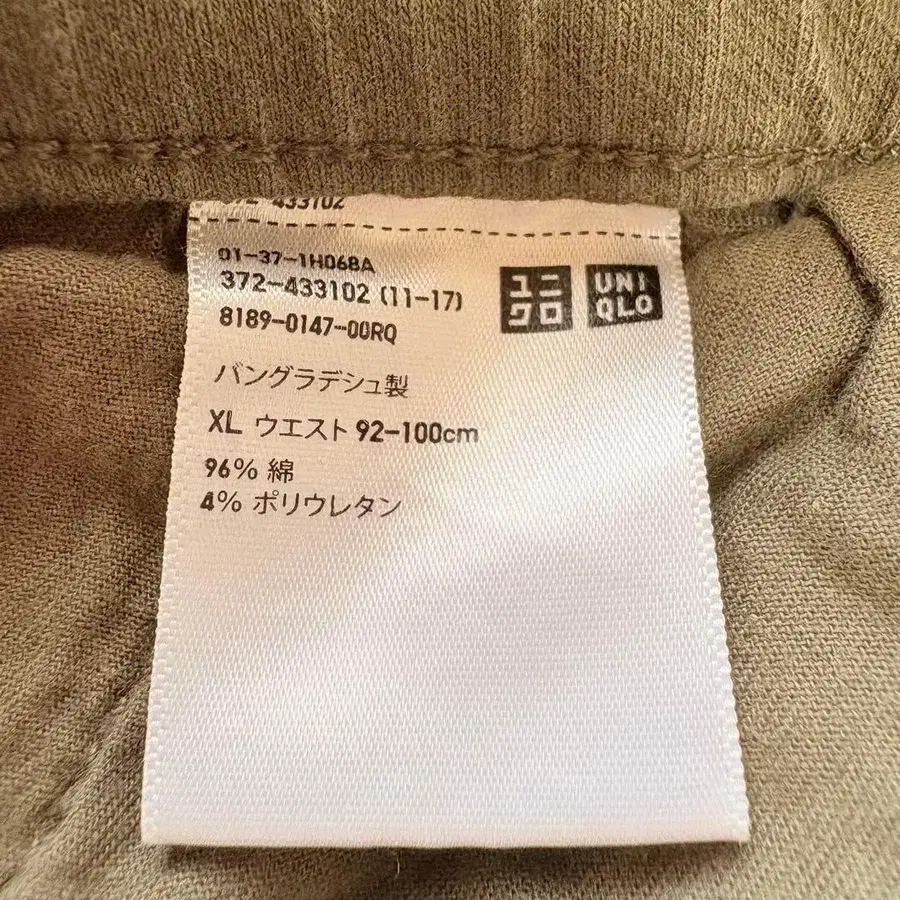 372-433102
01-37-1H068A
372-433102 (11-17)
8189-0147-00RQ
ユニ
クロ
UNI
QLO
バングラデシュ製
XL ウエスト 92-100cm
96% 綿
4% ポリウレタン